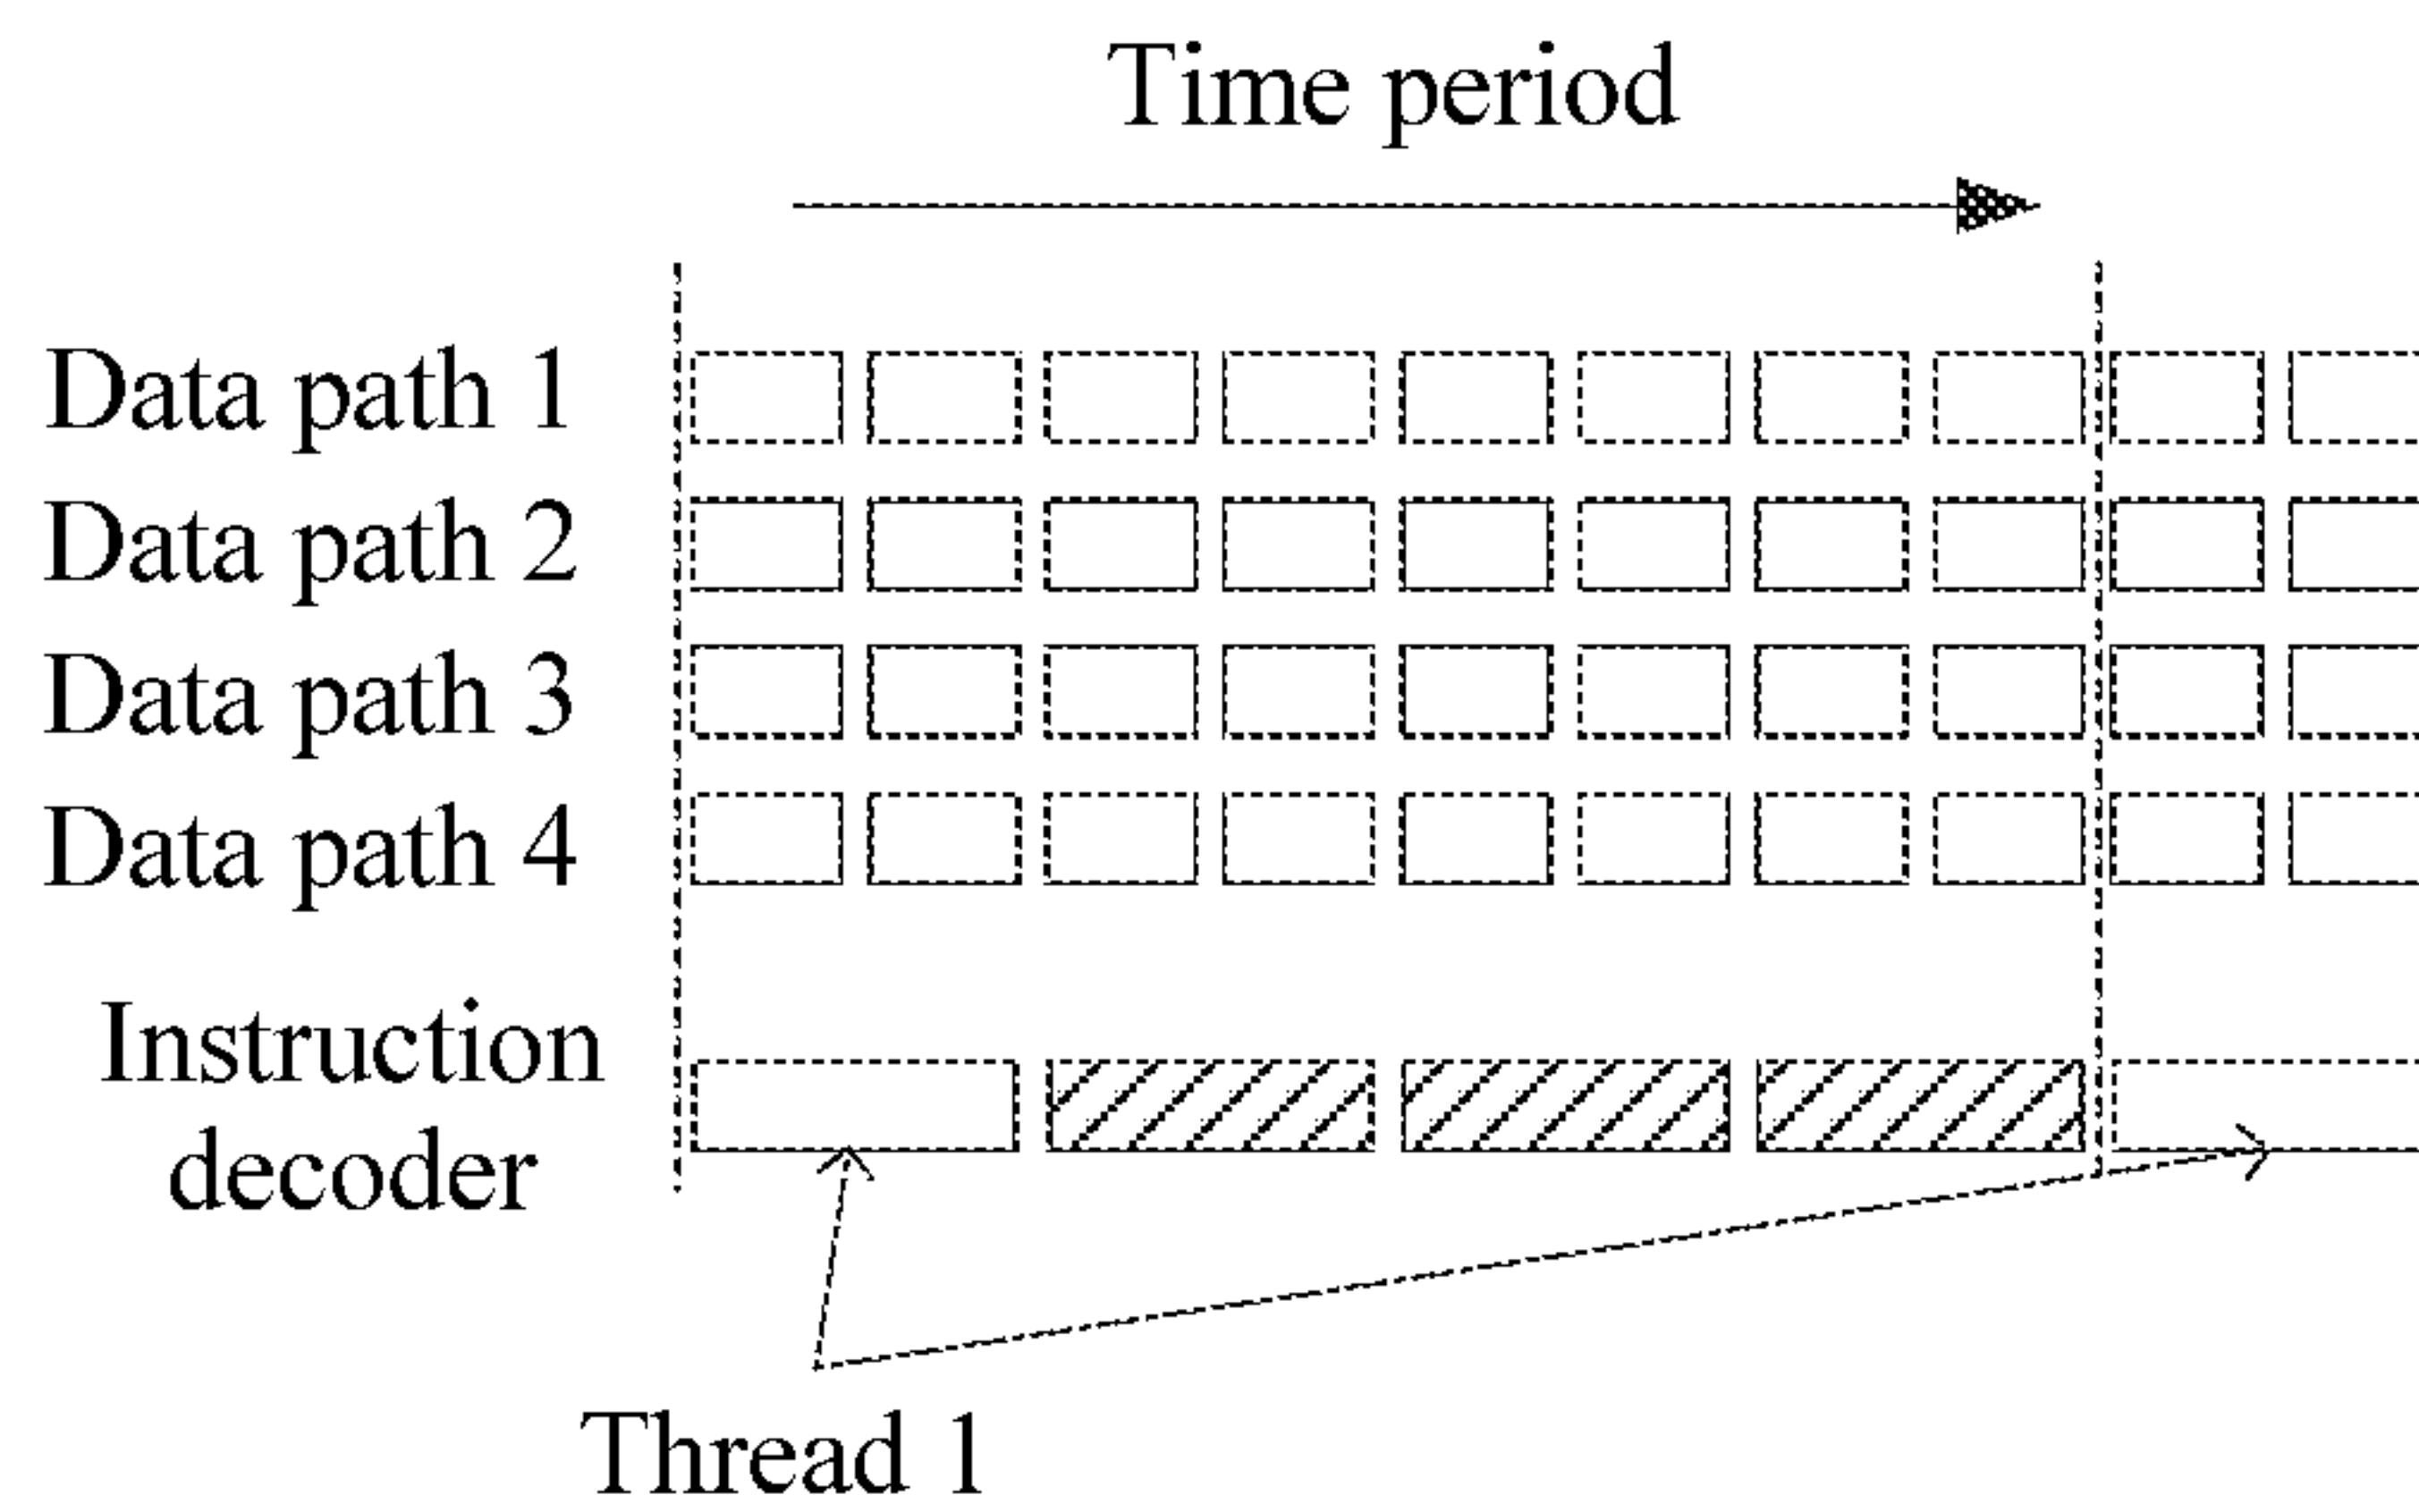 Time period
Data path 1
Data path 2
Data path 3
Data path 4
Instruction
decoder
Thread 1